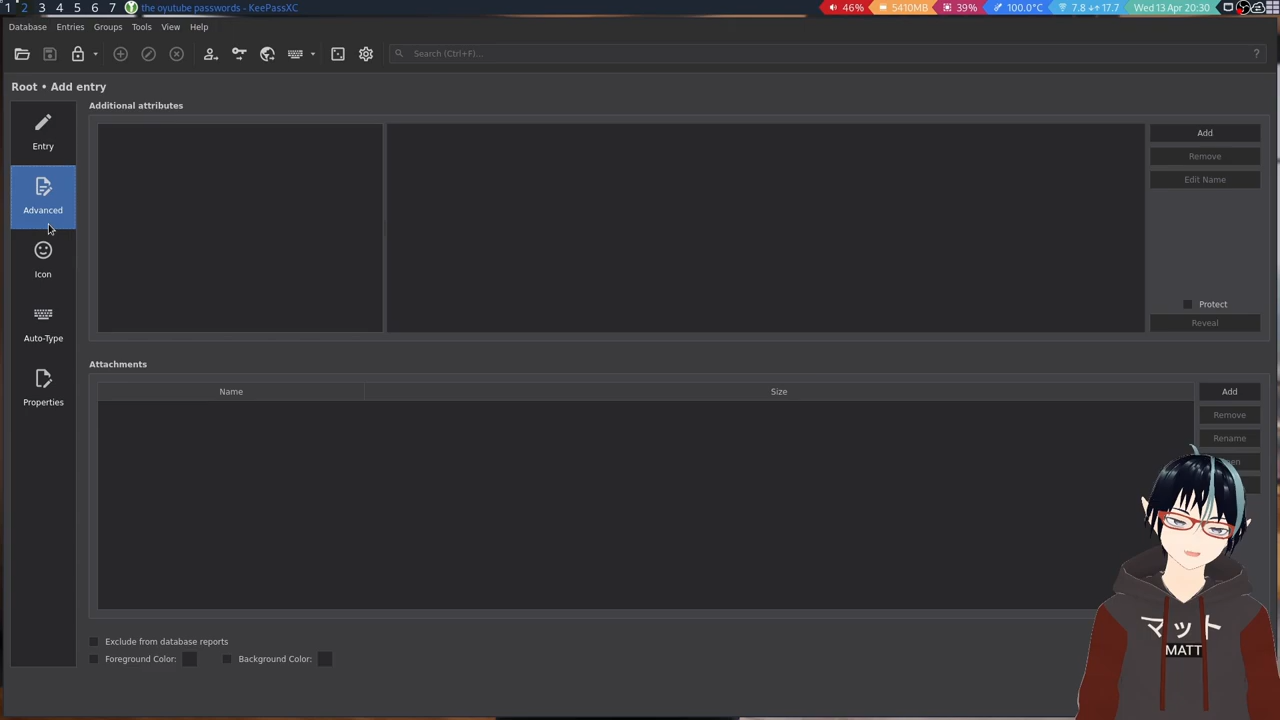 1 2 3 4 5 6 7 the oyutube passwords - KeePassXC 46% 5410MB 39% 100.0°C 7.8 ↓↑ 17.7 Wed 13 Apr 20:30
Database Entries Groups Tools View Help
Search (Ctrl+F)... ?
Root • Add entry
Entry
Advanced
Icon
Auto-Type
Properties
Additional attributes
Add
Remove
Edit Name
Protect
Reveal
Attachments
Name Size
Add
Remove
Rename
Exclude from database reports
Foreground Color: Background Color:
マット
MATT